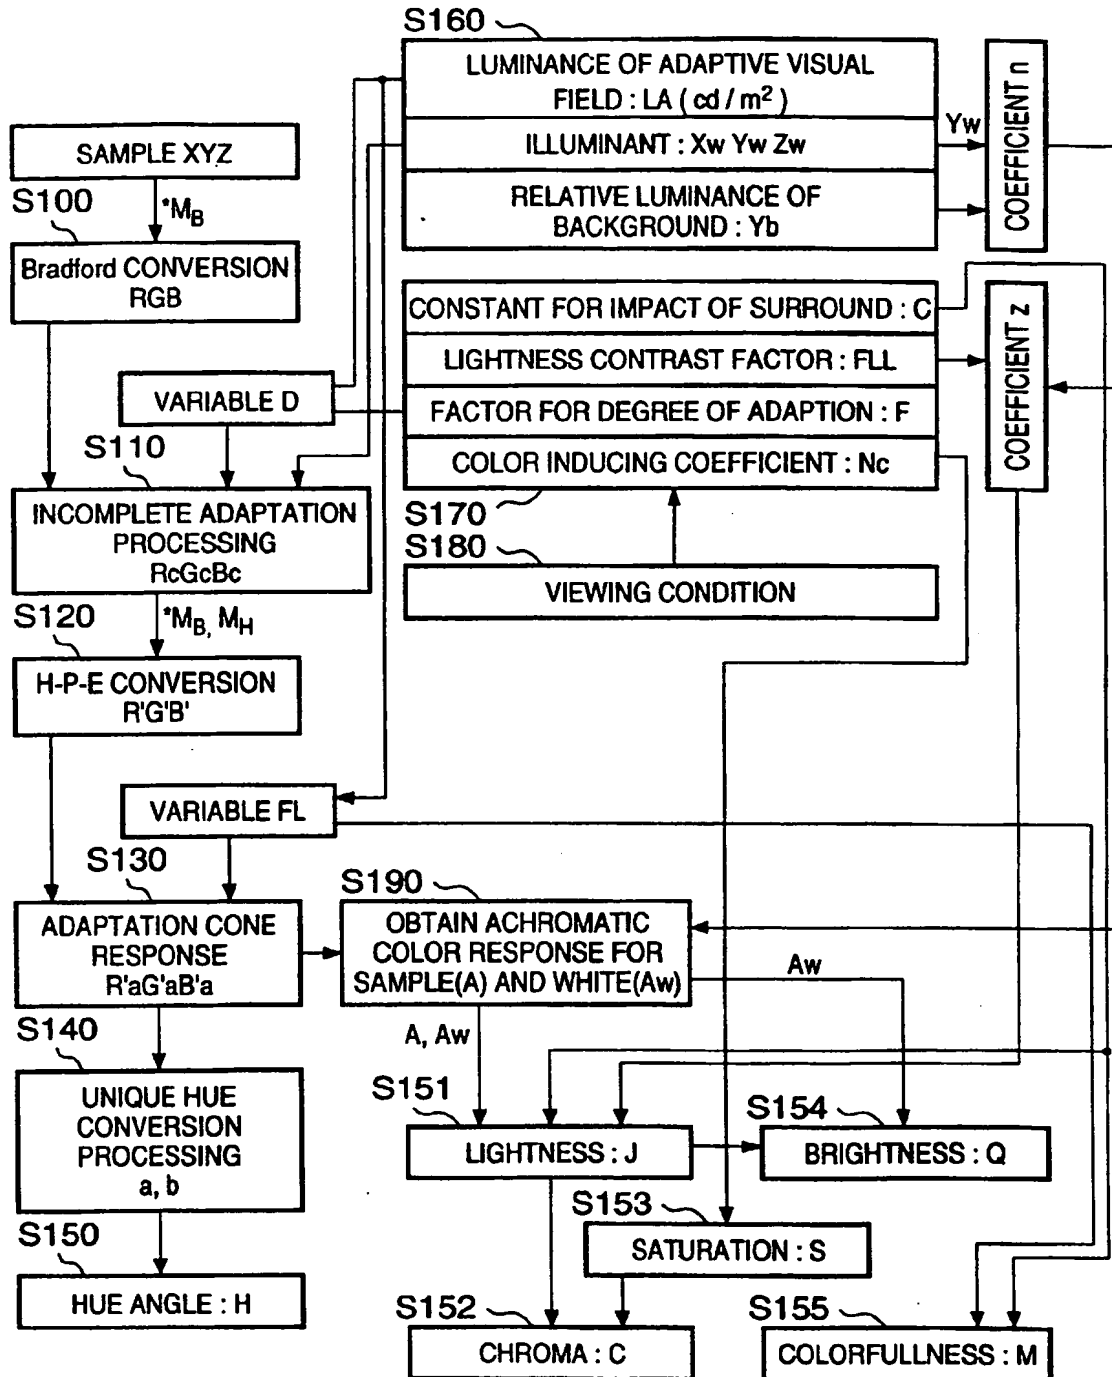 S160
LUMINANCE OF ADAPTIVE VISUAL
FIELD : LA ( cd / m² )
ILLUMINANT : Xw Yw Zw
RELATIVE LUMINANCE OF
BACKGROUND : Yb
Yw
COEFFICIENT n
SAMPLE XYZ
S100
*MB
Bradford CONVERSION
RGB
CONSTANT FOR IMPACT OF SURROUND : C
LIGHTNESS CONTRAST FACTOR : FLL
FACTOR FOR DEGREE OF ADAPTION : F
COLOR INDUCING COEFFICIENT : Nc
COEFFICIENT z
VARIABLE D
S110
INCOMPLETE ADAPTATION
PROCESSING
RcGcBc
S170
S180
VIEWING CONDITION
S120
*MB, MH
H-P-E CONVERSION
R'G'B'
VARIABLE FL
S130
ADAPTATION CONE
RESPONSE
R'aG'aB'a
S190
OBTAIN ACHROMATIC
COLOR RESPONSE FOR
SAMPLE(A) AND WHITE(Aw)
Aw
A, Aw
S140
UNIQUE HUE
CONVERSION
PROCESSING
a, b
S151
LIGHTNESS : J
S154
BRIGHTNESS : Q
S150
HUE ANGLE : H
S153
SATURATION : S
S152
CHROMA : C
S155
COLORFULLNESS : M